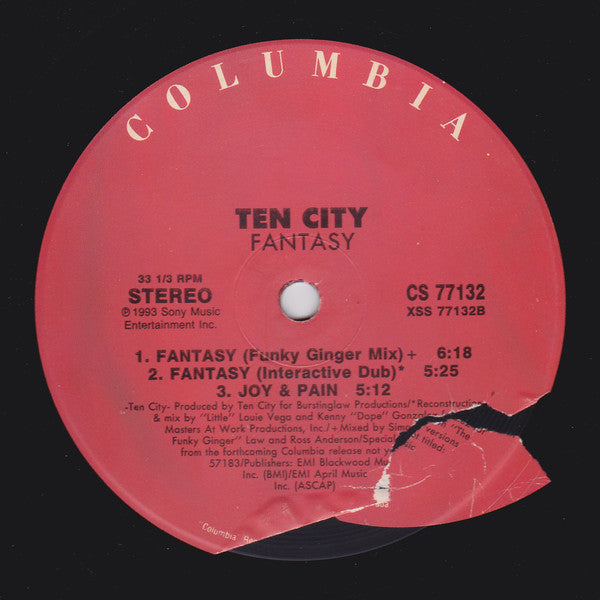 COLUMBIA
TEN CITY
FANTASY
33 1/3 RPM
STEREO
℗ 1993 Sony Music
Entertainment Inc.
CS 77132
XSS 77132B
1. FANTASY (Funky Ginger Mix)+ 6:18
2. FANTASY (Interactive Dub)* 5:25
3. JOY & PAIN 5:12
-Ten City- Produced by Ten City for Burstinglaw Productions/*Reconstruction
& mix by "Little" Louie Vega and Kenny "Dope" Gonzalez
Masters At Work Productions, Inc./+Mixed by "The
Funky Ginger" Law and Ross Anderson/Special versions
from the forthcoming Columbia release not titled:
57183/Publishers: EMI Blackwood
Inc. (BMI)/EMI April Music
Inc. (ASCAP)
"Columbia"